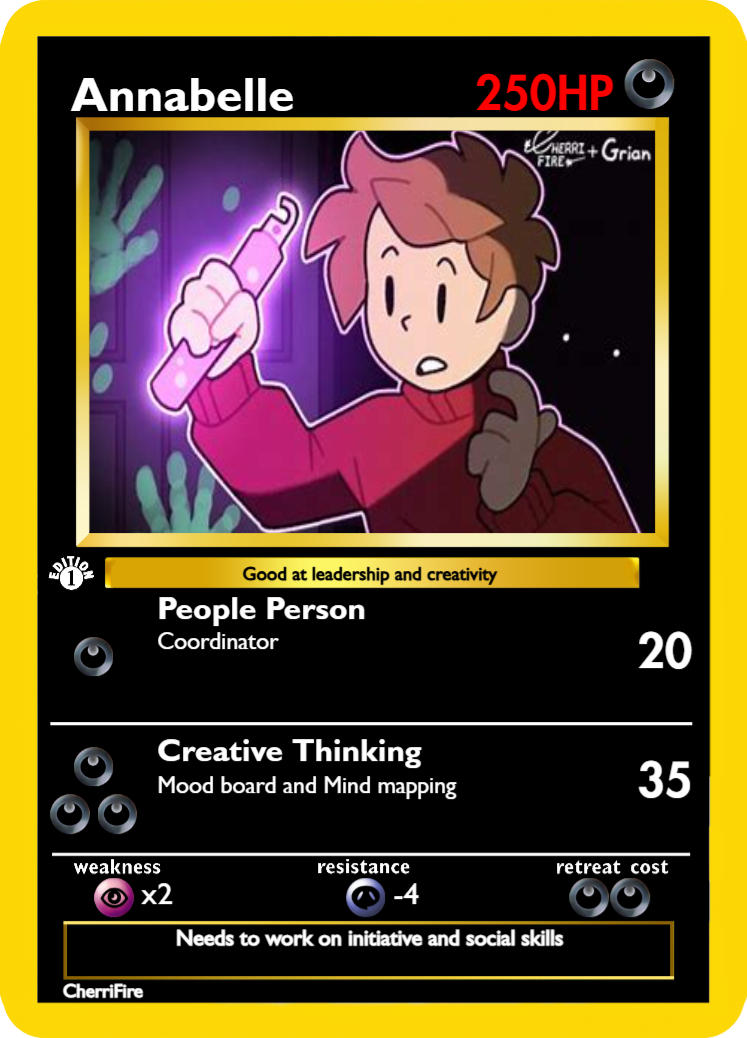 Annabelle 250HP
CHERRI FIRE + Grian
EDITION 1
Good at leadership and creativity
People Person
Coordinator
20
Creative Thinking
Mood board and Mind mapping
35
weakness resistance retreat cost
x2 -4
Needs to work on initiative and social skills
CherriFire